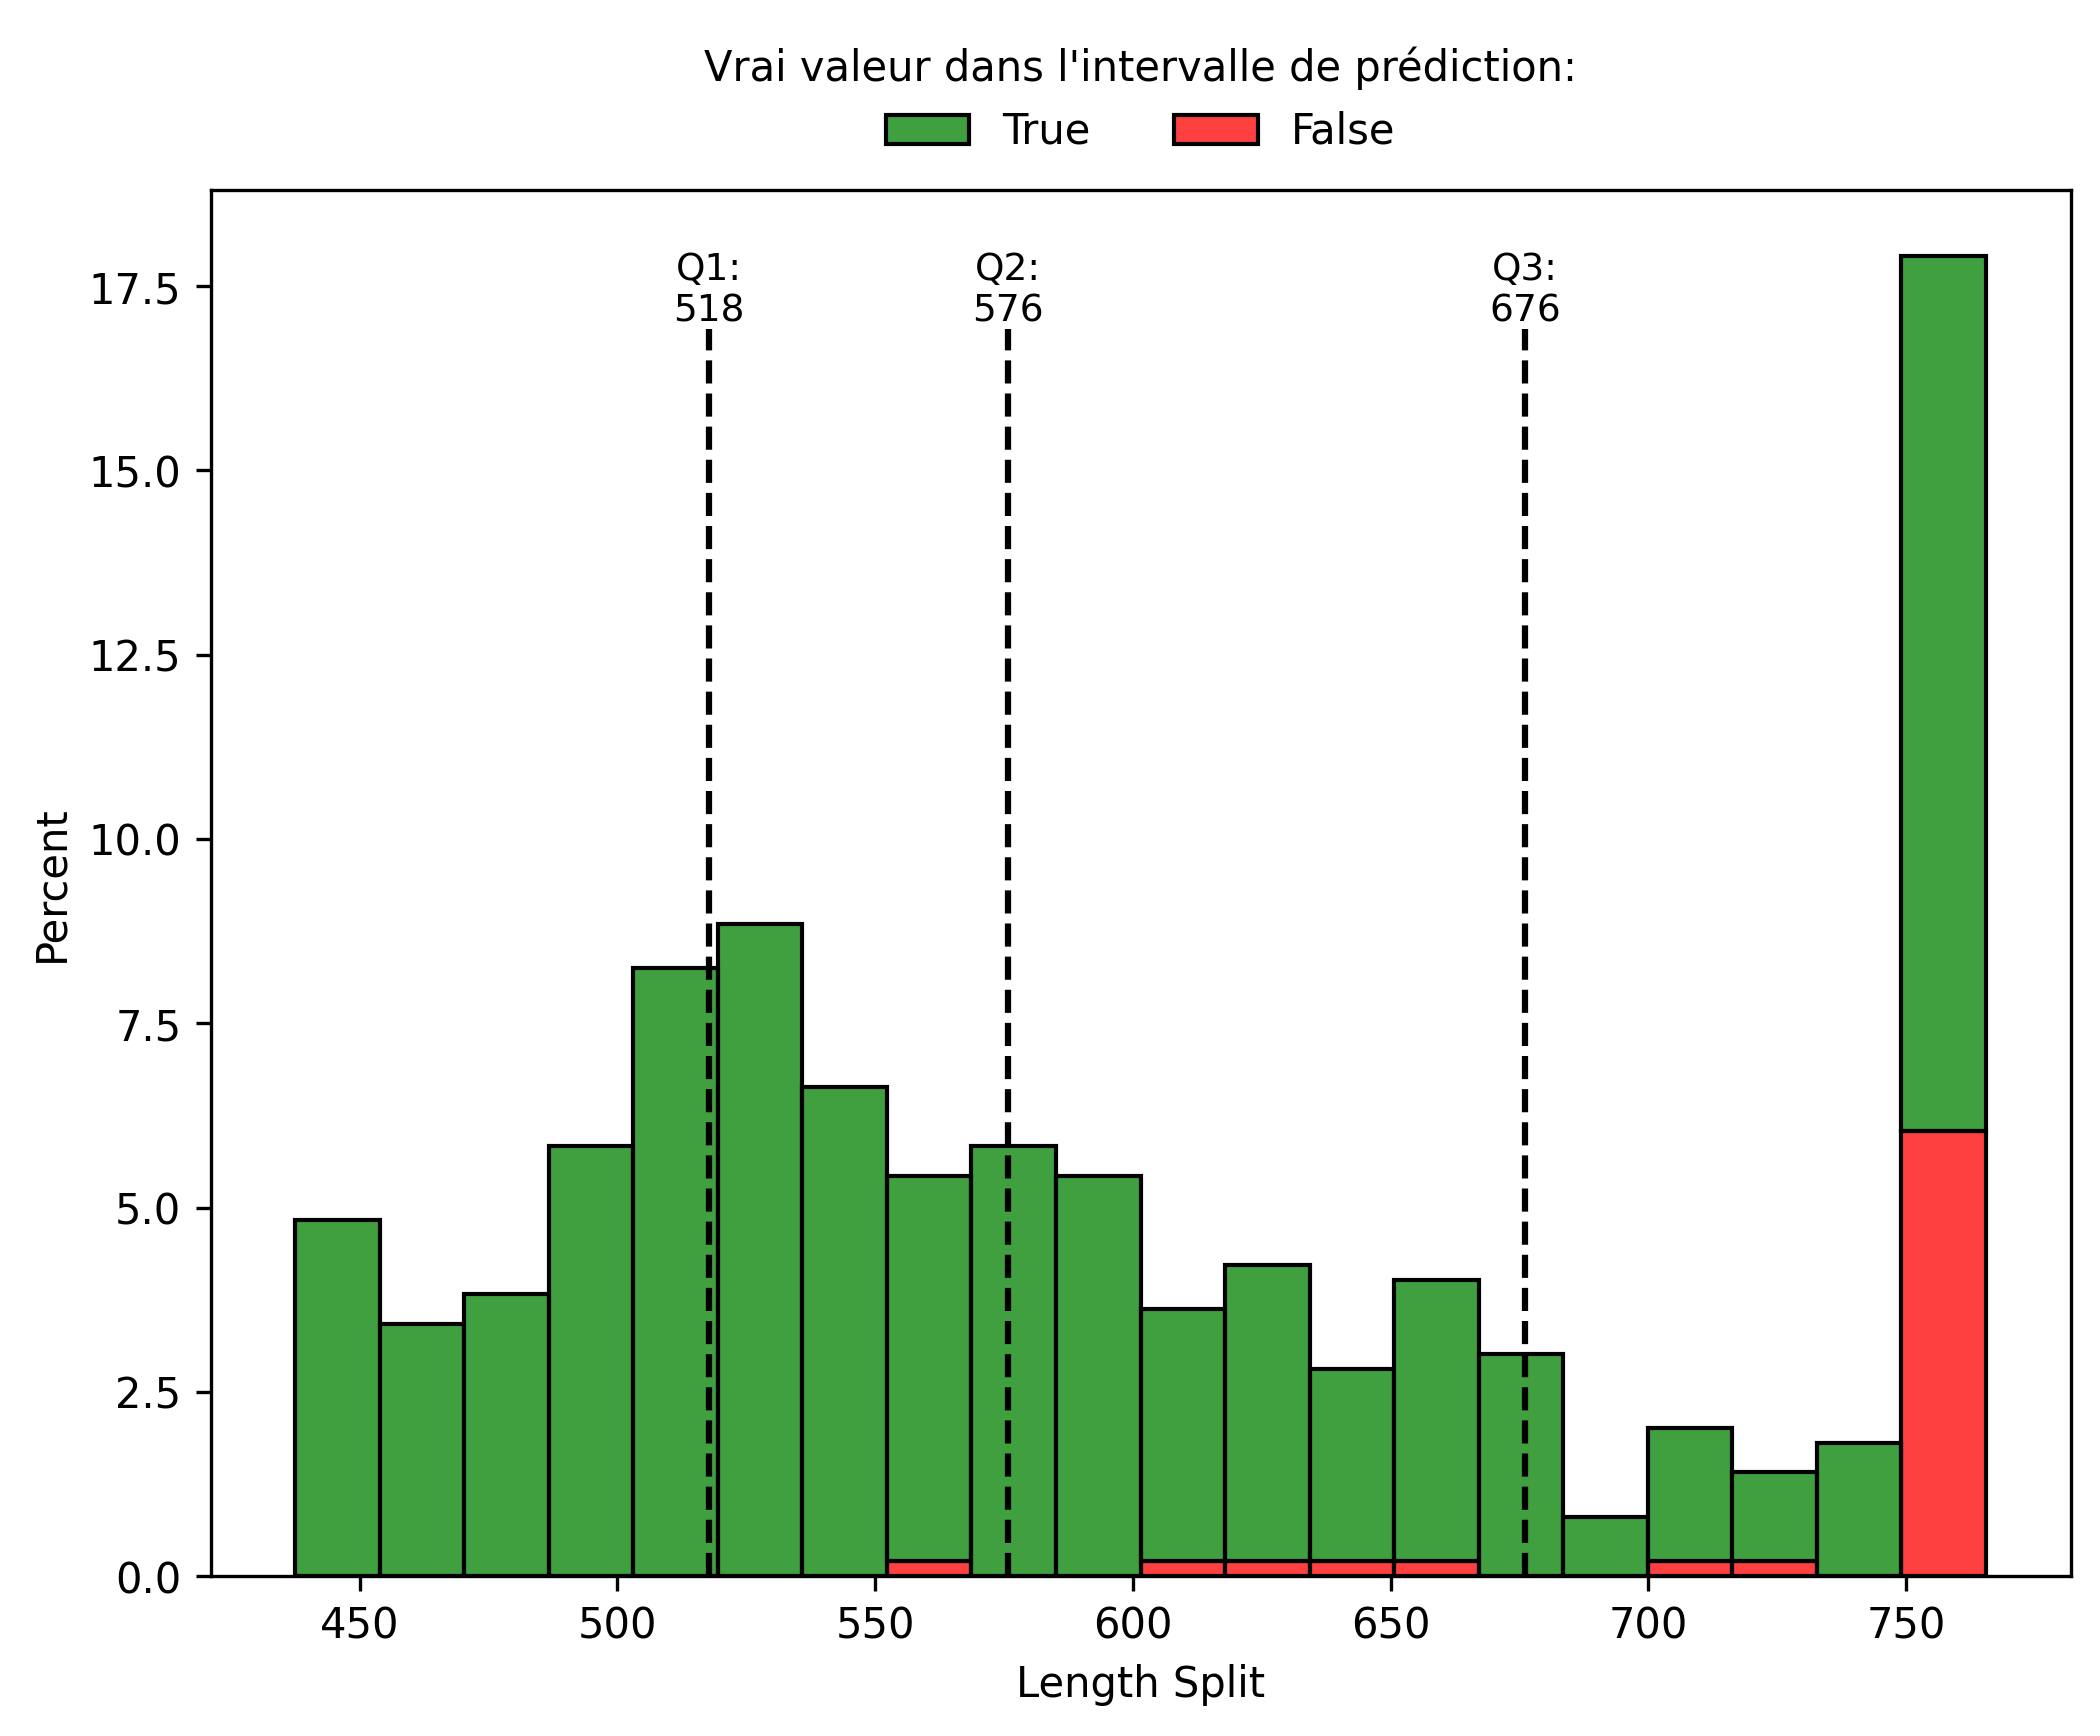 Vrai valeur dans l'intervalle de prédiction:
True False
Q1:
518
Q2:
576
Q3:
676
17.5
15.0
12.5
10.0
7.5
5.0
2.5
0.0
Percent
450 500 550 600 650 700 750
Length Split